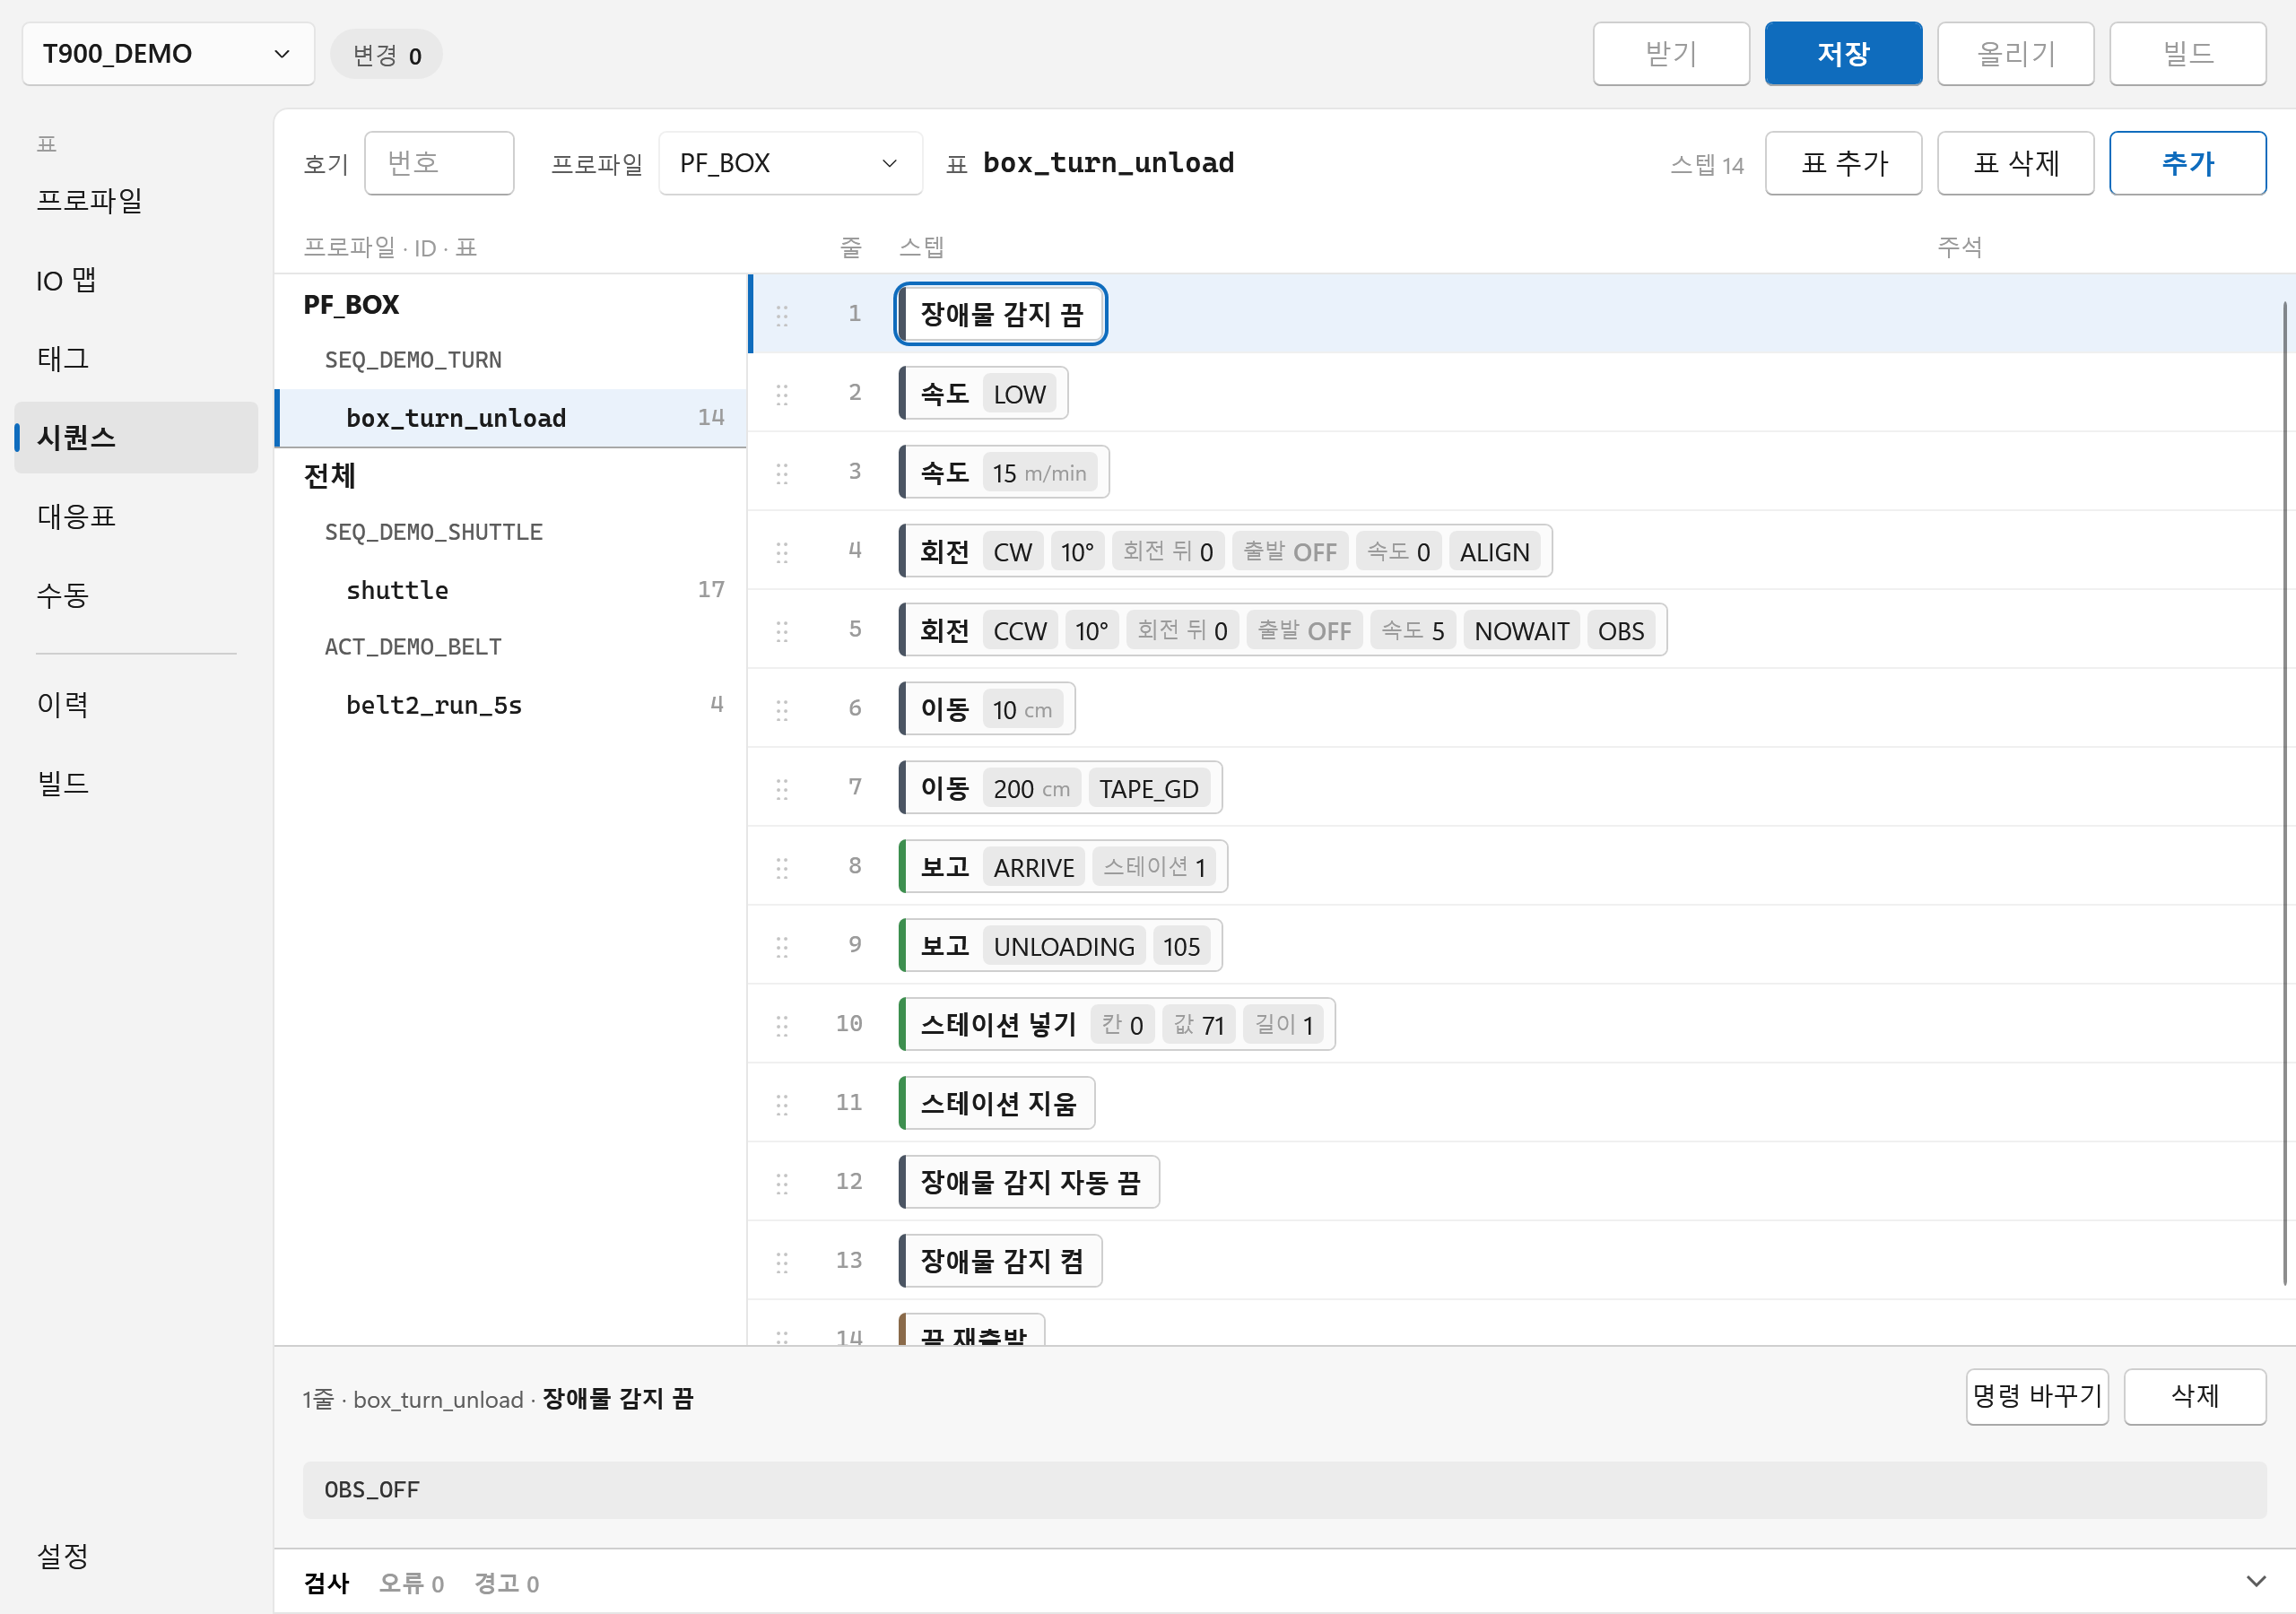 T900_DEMO 변경 0 받기 저장 올리기 빌드
표
프로파일
IO 맵
태그
시퀀스
대응표
수동
이력
빌드
설정
호기 번호 프로파일 PF_BOX 표 box_turn_unload 스텝 14 표 추가 표 삭제 추가
프로파일 · ID · 표 줄 스텝 주석
PF_BOX
SEQ_DEMO_TURN
box_turn_unload 14
전체
SEQ_DEMO_SHUTTLE
shuttle 17
ACT_DEMO_BELT
belt2_run_5s 4
1 장애물 감지 끔
2 속도 LOW
3 속도 15 m/min
4 회전 CW 10° 회전 뒤 0 출발 OFF 속도 0 ALIGN
5 회전 CCW 10° 회전 뒤 0 출발 OFF 속도 5 NOWAIT OBS
6 이동 10 cm
7 이동 200 cm TAPE_GD
8 보고 ARRIVE 스테이션 1
9 보고 UNLOADING 105
10 스테이션 넣기 칸 0 값 71 길이 1
11 스테이션 지움
12 장애물 감지 자동 끔
13 장애물 감지 켬
14 끝 재출발
1줄 · box_turn_unload · 장애물 감지 끔 명령 바꾸기 삭제
OBS_OFF
검사 오류 0 경고 0